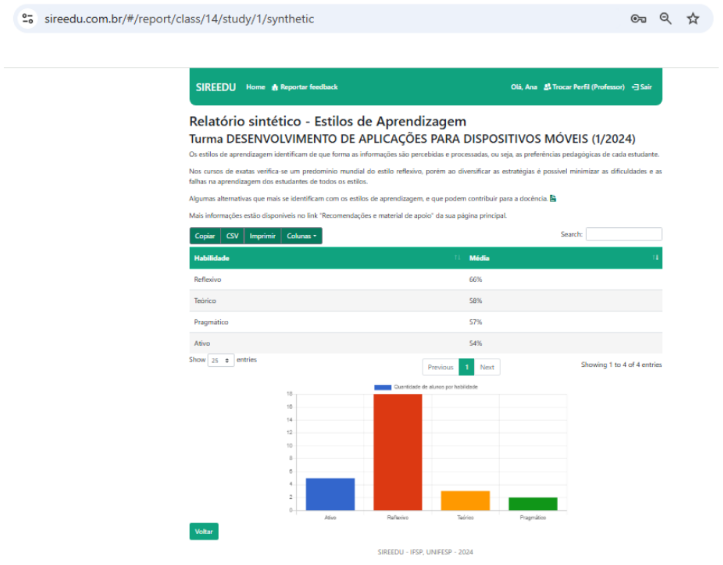 sireedu.com.br/#/report/class/14/study/1/synthetic
SIREEDU Home Reportar feedback Olá, Ana Trocar Perfil (Professor) Sair
Relatório sintético - Estilos de Aprendizagem
Turma DESENVOLVIMENTO DE APLICAÇÕES PARA DISPOSITIVOS MÓVEIS (1/2024)
Os estilos de aprendizagem identificam de que forma as informações são percebidas e processadas, ou seja, as preferências pedagógicas de cada estudante.
Nos cursos de exatas verifica-se um predomínio mundial do estilo reflexivo, porém ao diversificar as estratégias é possível minimizar as dificuldades e as
falhas na aprendizagem dos estudantes de todos os estilos.
Algumas alternativas que mais se identificam com os estilos de aprendizagem, e que podem contribuir para a docência.
Mais informações estão disponíveis no link "Recomendações e material de apoio" da sua página principal.
Copiar CSV Imprimir Colunas Search:
Habilidade Média
Reflexivo 66%
Teórico 58%
Pragmático 57%
Ativo 54%
Show 25 entries Previous 1 Next Showing 1 to 4 of 4 entries
Quantidade de alunos por habilidade
18
16
14
12
10
8
6
4
2
0
Ativo Reflexivo Teórico Pragmático
Voltar
SIREEDU - IFSP, UNIFESP - 2024